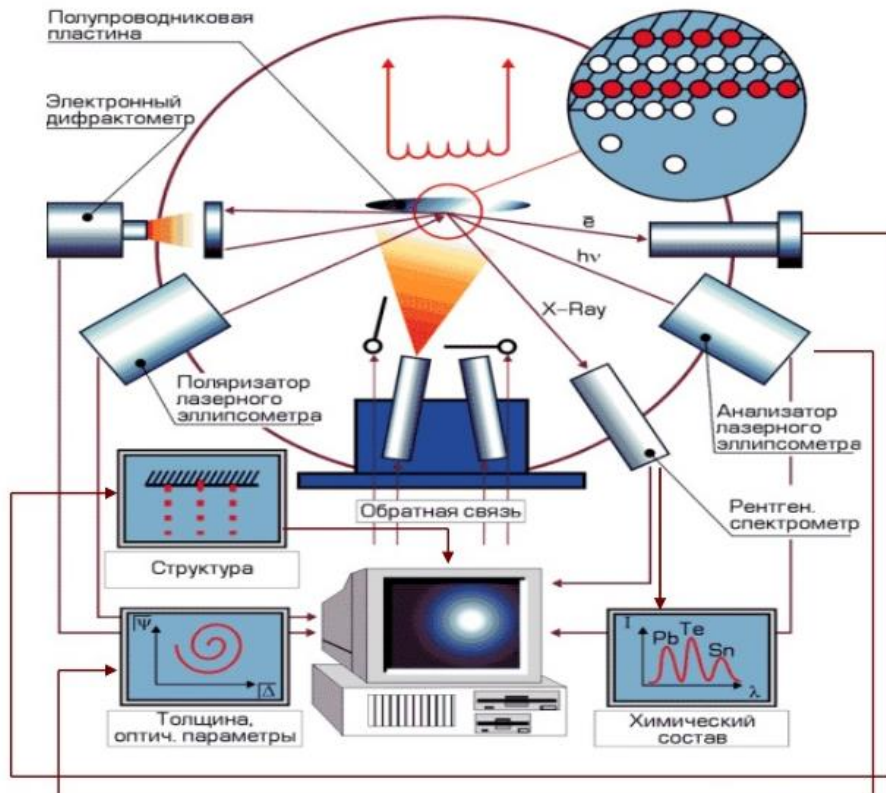 Полупроводниковая
пластина
Электронный
дифрактометр
ē
hν
X-Ray
Поляризатор
лазерного
эллипсометра
Анализатор
лазерного
эллипсометра
Обратная связь
Рентген.
спектрометр
Структура
Ψ
Δ
Толщина,
оптич. параметры
I
Pb
Te
Sn
λ
Химический
состав